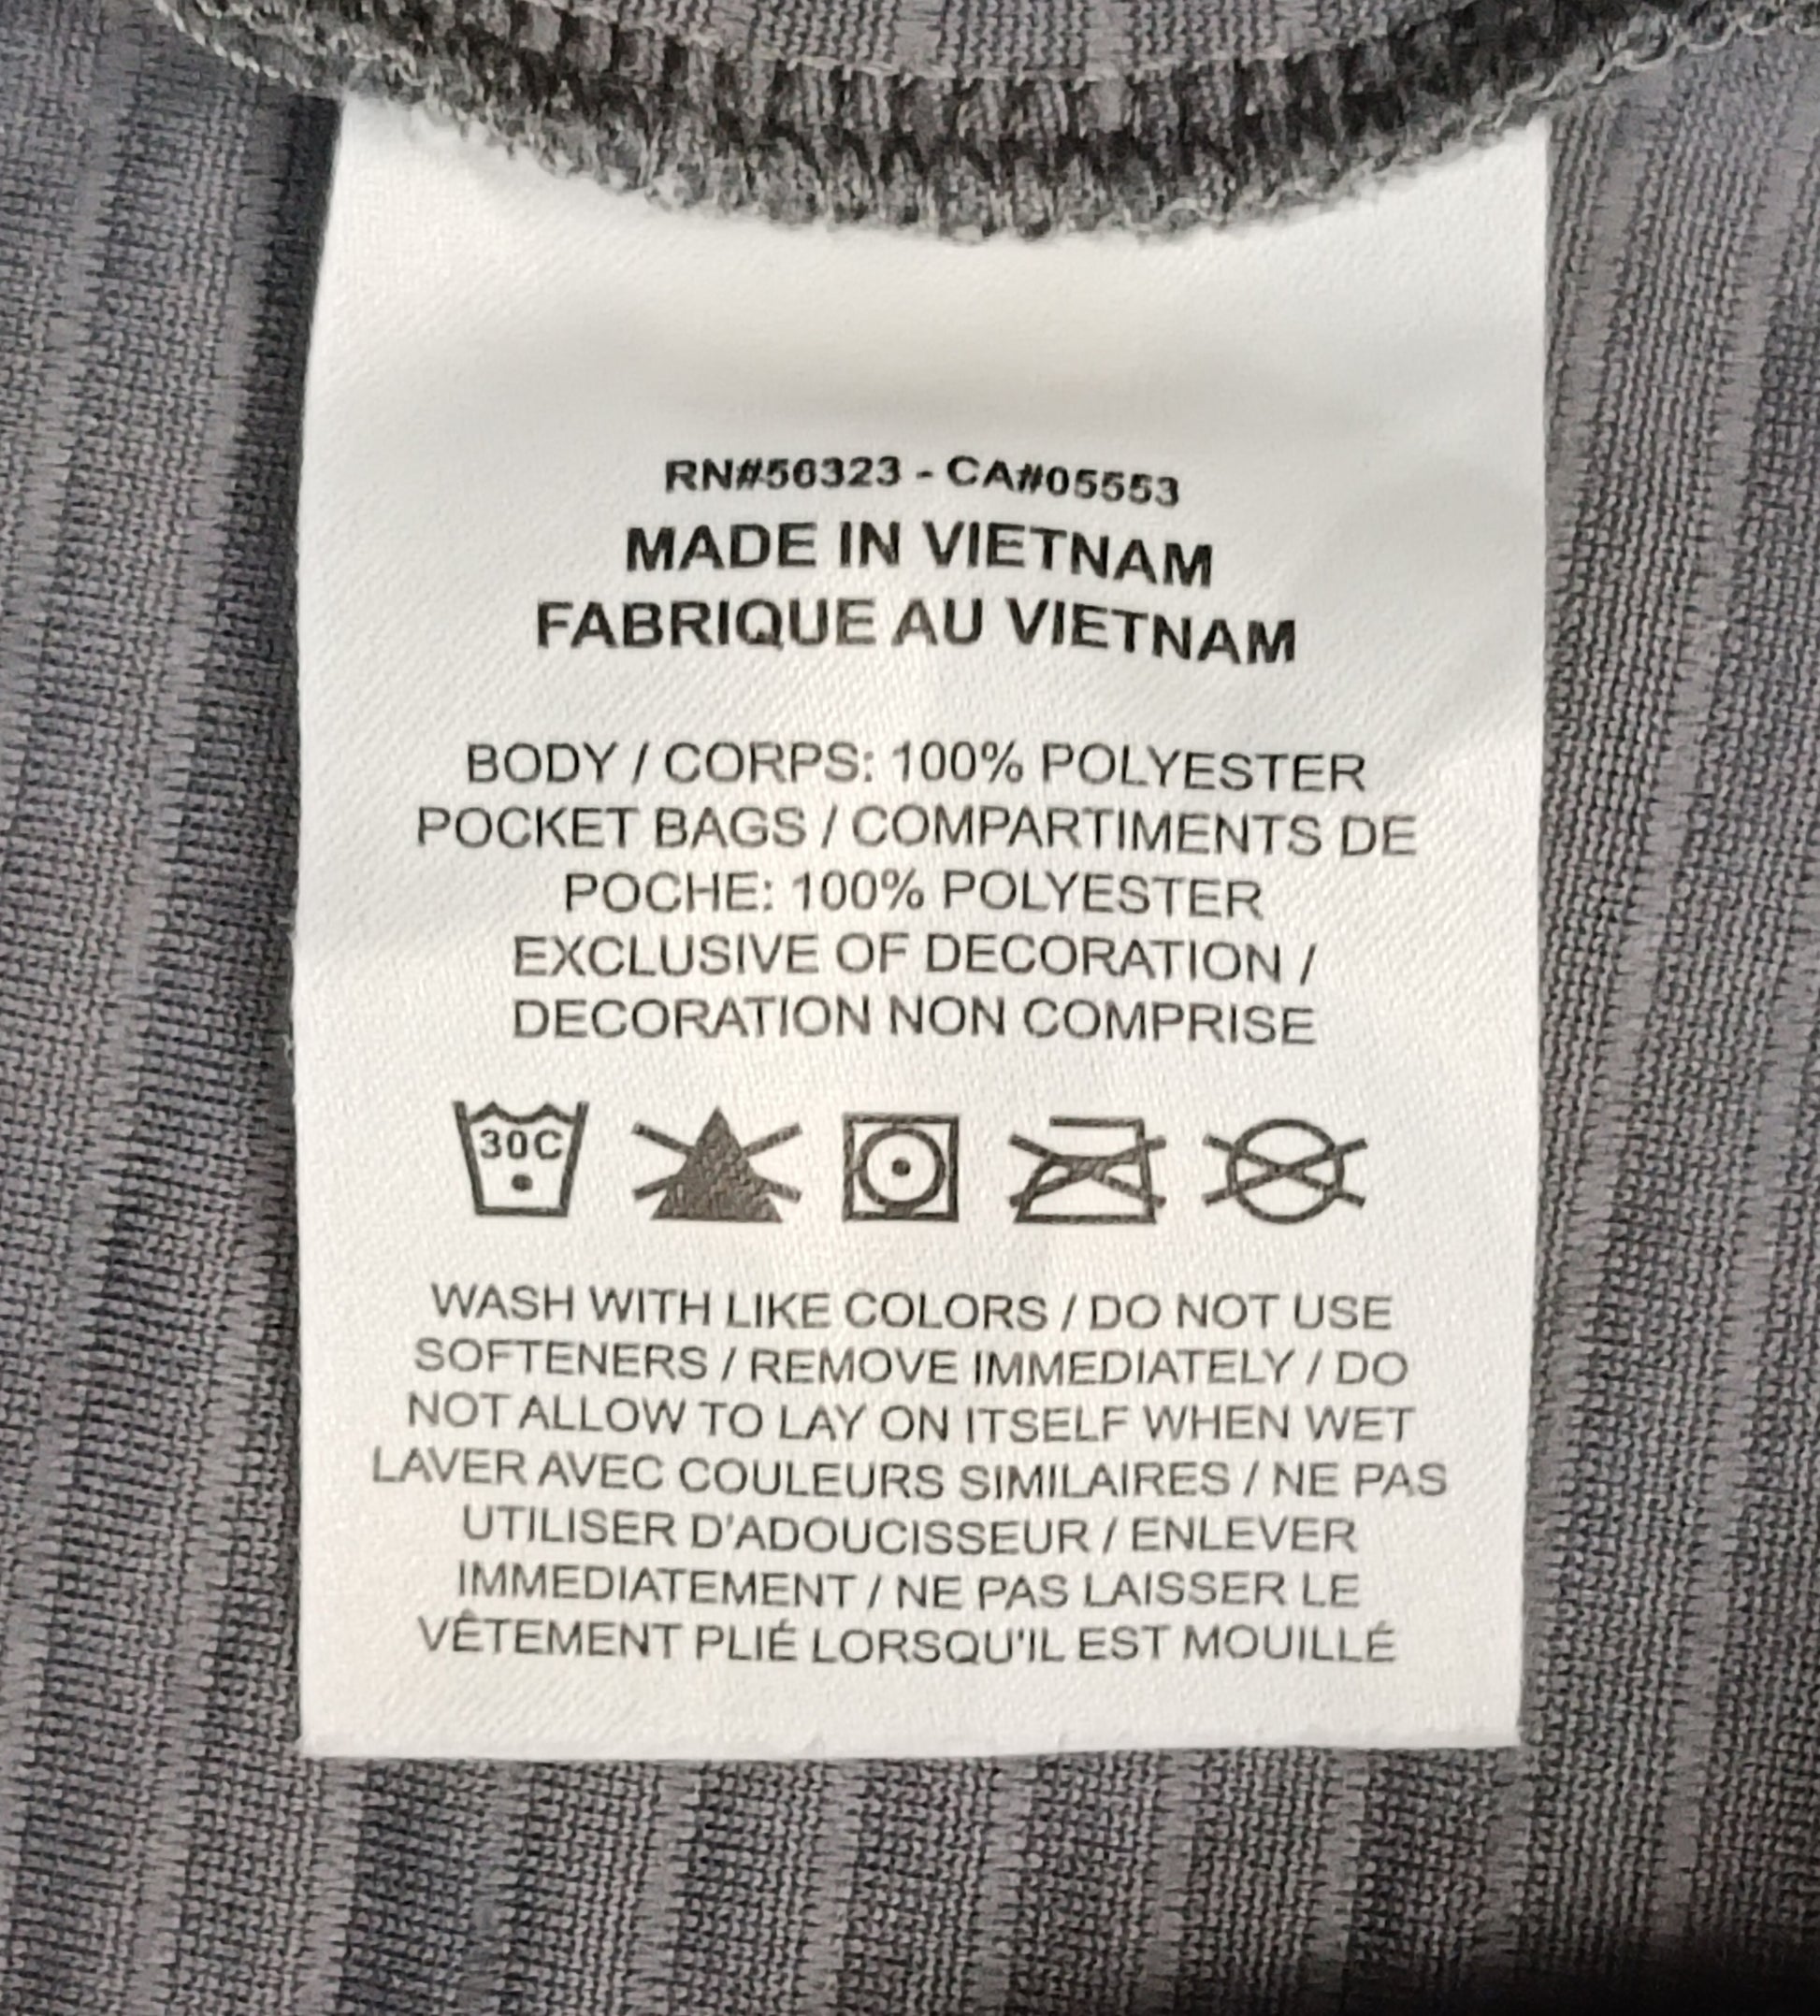 RN#56323 - CA#05553
MADE IN VIETNAM
FABRIQUE AU VIETNAM
BODY / CORPS: 100% POLYESTER
POCKET BAGS / COMPARTIMENTS DE
POCHE: 100% POLYESTER
EXCLUSIVE OF DECORATION /
DECORATION NON COMPRISE
30C
WASH WITH LIKE COLORS / DO NOT USE
SOFTENERS / REMOVE IMMEDIATELY / DO
NOT ALLOW TO LAY ON ITSELF WHEN WET
LAVER AVEC COULEURS SIMILAIRES / NE PAS
UTILISER D'ADOUCISSEUR / ENLEVER
IMMEDIATEMENT / NE PAS LAISSER LE
VÊTEMENT PLIÉ LORSQU'IL EST MOUILLÉ